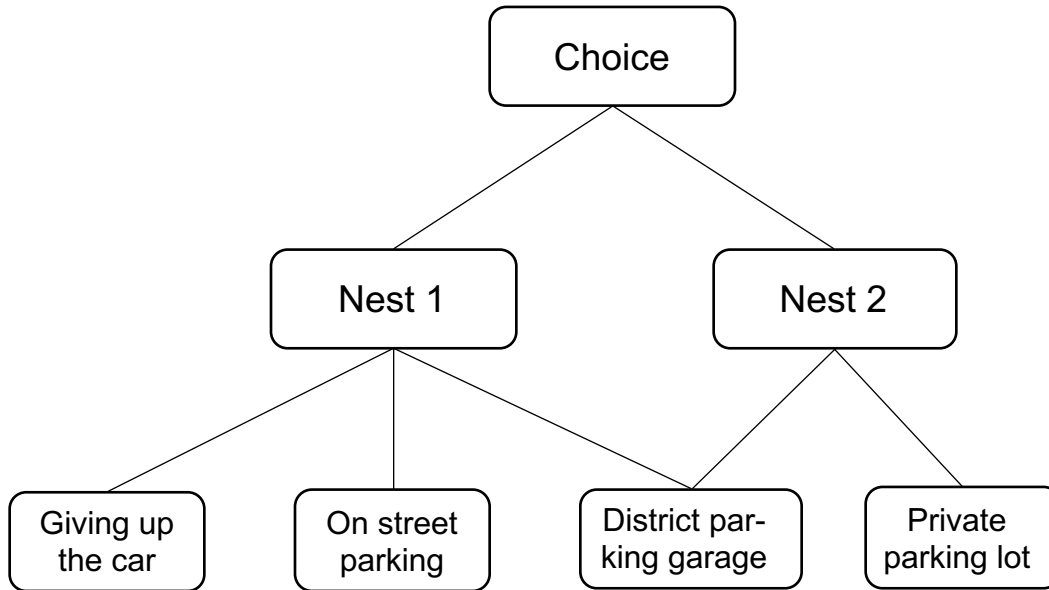 Choice
Nest 1
Nest 2
Giving up
the car
On street
parking
District par-
king garage
Private
parking lot